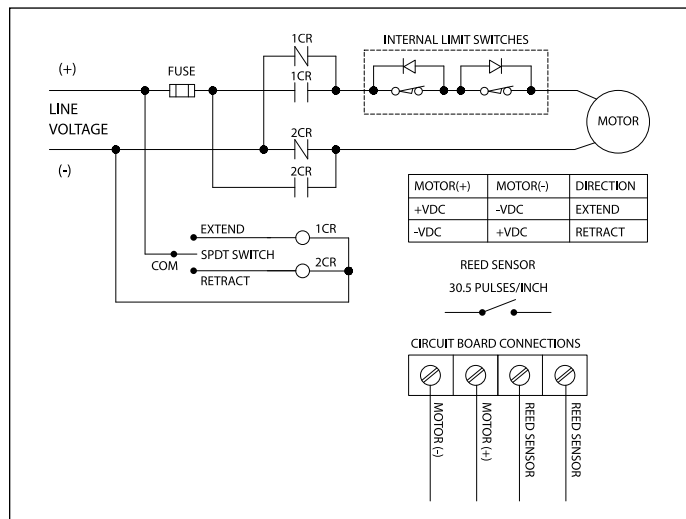 1CR
INTERNAL LIMIT SWITCHES
(+)
FUSE
1CR
LINE
VOLTAGE
MOTOR
2CR
(-)
2CR
MOTOR(+) MOTOR(-) DIRECTION
+VDC -VDC EXTEND
-VDC +VDC RETRACT
EXTEND 1CR
COM SPDT SWITCH
2CR
RETRACT
REED SENSOR
30.5 PULSES/INCH
CIRCUIT BOARD CONNECTIONS
MOTOR (-)
MOTOR (+)
REED SENSOR
REED SENSOR